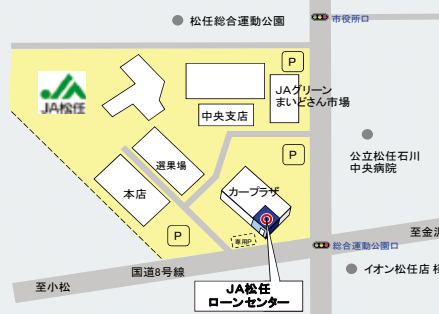 松任総合運動公園
市役所口
P
JA松任
JAグリーン
まいどさん市場
中央支店
P
公立松任石川
中央病院
選果場
本店
カープラザ
P
専用P
至金沢
総合運動公園口
国道8号線
イオン松任店
至小松
JA松任
ローンセンター